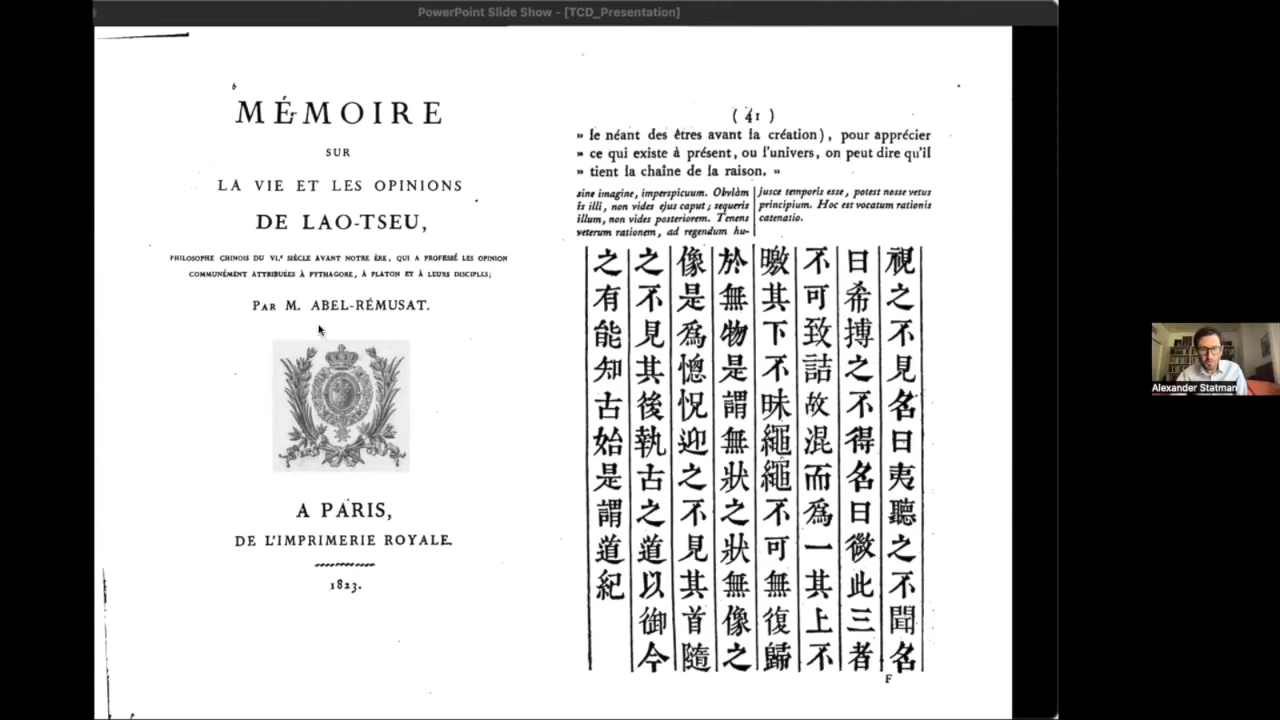 PowerPoint Slide Show - [TCD_Presentation]
MÉMOIRE
SUR
LA VIE ET LES OPINIONS
DE LAO-TSEU,
PHILOSOPHE CHINOIS DU VI.e SIÈCLE AVANT NOTRE ÈRE, QUI A PROFESSÉ LES OPINIONS
COMMUNÉMENT ATTRIBUÉES À PYTHAGORE, À PLATON ET À LEURS DISCIPLES;
PAR M. ABEL-RÉMUSAT.
A PARIS,
DE L'IMPRIMERIE ROYALE.
1823.
( 41 )
» le néant des êtres avant la création), pour apprécier
» ce qui existe à présent, ou l'univers, on peut dire qu'il
» tient la chaîne de la raison. »
sine imagine, imperspicuum. Obviàm
is illi, non vides ejus caput; sequeris
illum, non vides posteriorem. Tenens
veterum rationem, ad regendum hu-
jusce temporis esse, potest nosse vetus
principium. Hoc est vocatum rationis
catenatio.
視之不見名曰夷聽之不聞名
曰希搏之不得名曰微此三者
不可致詰故混而爲一其上不
曒其下不昧繩繩不可無復歸
於無物是謂無狀之狀無像之
像是爲憁怳迎之不見其首隨
之不見其後執古之道以御今
之有能知古始是謂道紀
F
Alexander Statman